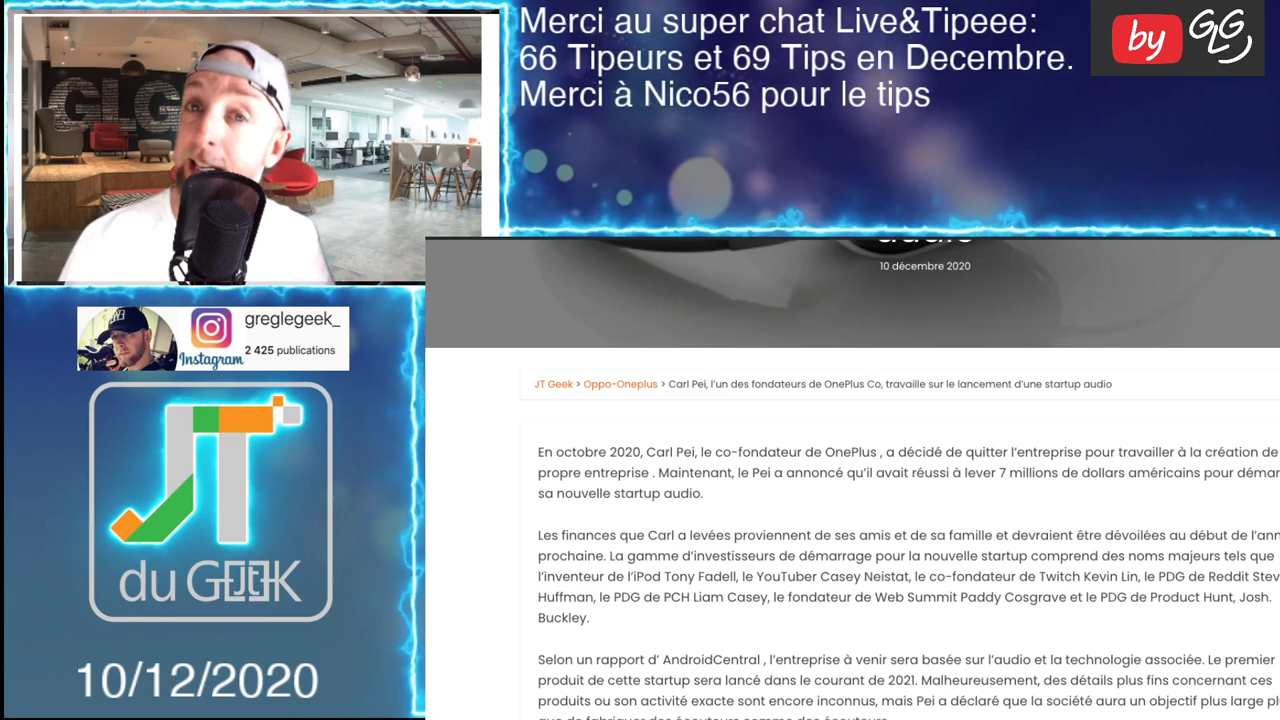 Merci au super chat Live&Tipeee:
66 Tipeurs et 69 Tips en Decembre.
Merci à Nico56 pour le tips
by GLG
10 décembre 2020
greglegeek_
Instagram
2 425 publications
JT
du GEEK
10/12/2020
JT Geek > Oppo-Oneplus > Carl Pei, l’un des fondateurs de OnePlus Co, travaille sur le lancement d’une startup audio
En octobre 2020, Carl Pei, le co-fondateur de OnePlus , a décidé de quitter l’entreprise pour travailler à la création de
propre entreprise . Maintenant, le Pei a annoncé qu’il avait réussi à lever 7 millions de dollars américains pour démar
sa nouvelle startup audio.
Les finances que Carl a levées proviennent de ses amis et de sa famille et devraient être dévoilées au début de l’ann
prochaine. La gamme d’investisseurs de démarrage pour la nouvelle startup comprend des noms majeurs tels que
l’inventeur de l’iPod Tony Fadell, le YouTuber Casey Neistat, le co-fondateur de Twitch Kevin Lin, le PDG de Reddit Stev
Huffman, le PDG de PCH Liam Casey, le fondateur de Web Summit Paddy Cosgrave et le PDG de Product Hunt, Josh.
Buckley.
Selon un rapport d’ AndroidCentral , l’entreprise à venir sera basée sur l’audio et la technologie associée. Le premier
produit de cette startup sera lancé dans le courant de 2021. Malheureusement, des détails plus fins concernant ces
produits ou son activité exacte sont encore inconnus, mais Pei a déclaré que la société aura un objectif plus large pl